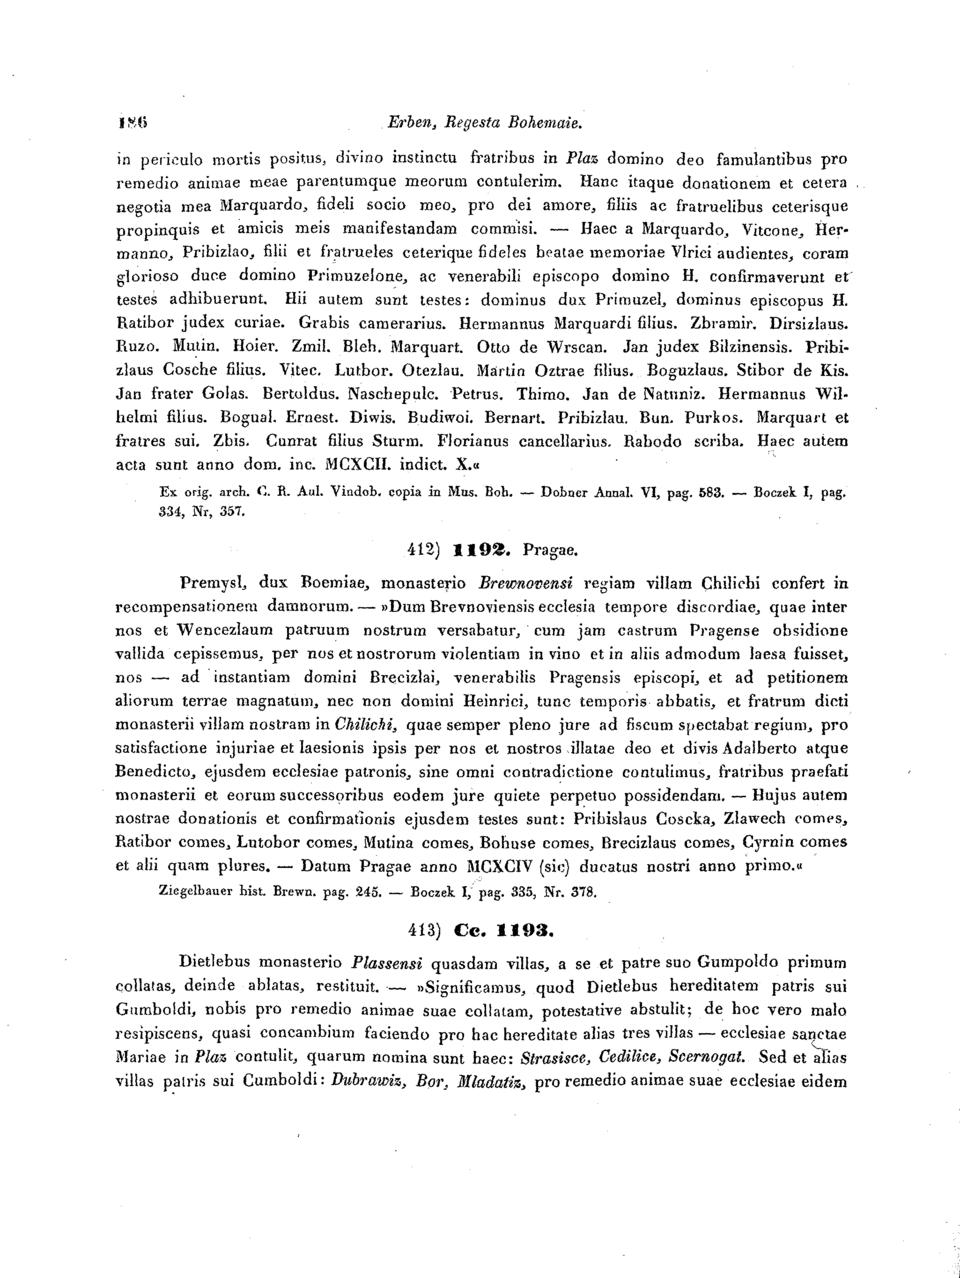 186 Erben, Regesta Bohemaie.
in periculo mortis positus, divino instinctu fratribus in Plaz domino deo famulantibus pro
remedio animae meae parentumque meorum contulerim. Hanc itaque donationem et cetera
negotia mea Marquardo, fideli socio meo, pro dei amore, filiis ac fratruelibus ceterisque
propinquis et amicis meis manifestandam commisi. — Haec a Marquardo, Vitcone, Her-
manno, Pribizlao, filii et fratrueles ceterique fideles beatae memoriae Vlrici audientes, coram
glorioso duce domino Primuzelone, ac venerabili episcopo domino H. confirmaverunt et
testes adhibuerunt. Hii autem sunt testes: dominus dux Primuzel, dominus episcopus H.
Ratibor judex curiae. Grabis camerarius. Hermannus Marquardi filius. Zbramir. Dirsizlaus.
Ruzo. Mutin. Hoier. Zmil. Bleh. Marquart. Otto de Wrscan. Jan judex Bilzinensis. Pribi-
zlaus Cosche filius. Vitec. Lutbor. Otezlau. Martin Oztrae filius. Boguzlaus. Stibor de Kis.
Jan frater Golas. Bertoldus. Naschepulc. Petrus. Thimo. Jan de Natuniz. Hermannus Wil-
helmi filius. Bogual. Ernest. Diwis. Budiwoi. Bernart. Pribizlau. Bun. Purkos. Marquart et
fratres sui. Zbis. Cunrat filius Sturm. Florianus cancellarius. Rabodo scriba. Haec autem
acta sunt anno dom. inc. MCXCII. indict. X.«
Ex orig. arch. C. R. Aul. Vindob. copia in Mus. Boh. — Dobner Annal. VI, pag. 583. — Boczek I, pag.
334, Nr, 357.
412) 1192. Pragae.
Premysl, dux Boemiae, monasterio Brewnovensi regiam villam Chilichi confert in
recompensationem damnorum. — »Dum Brevnoviensis ecclesia tempore discordiae, quae inter
nos et Wencezlaum patruum nostrum versabatur, cum jam castrum Pragense obsidione
vallida cepissemus, per nos et nostrorum violentiam in vino et in aliis admodum laesa fuisset,
nos — ad instantiam domini Brecizlai, venerabilis Pragensis episcopi, et ad petitionem
aliorum terrae magnatum, nec non domini Heinrici, tunc temporis abbatis, et fratrum dicti
monasterii villam nostram in Chilichi, quae semper pleno jure ad fiscum spectabat regium, pro
satisfactione injuriae et laesionis ipsis per nos et nostros illatae deo et divis Adalberto atque
Benedicto, ejusdem ecclesiae patronis, sine omni contradictione contulimus, fratribus praefati
monasterii et eorum successoribus eodem jure quiete perpetuo possidendam. — Hujus autem
nostrae donationis et confirmationis ejusdem testes sunt: Pribislaus Coscka, Zlawech comes,
Ratibor comes, Lutobor comes, Mutina comes, Bohuse comes, Brecizlaus comes, Cyrnin comes
et alii quam plures. — Datum Pragae anno MCXCIV (sic) ducatus nostri anno primo.«
Ziegelbauer hist. Brewn. pag. 245. — Boczek I, pag. 335, Nr. 378.
413) Cc. 1193.
Dietlebus monasterio Plassensi quasdam villas, a se et patre suo Gumpoldo primum
collatas, deinde ablatas, restituit. — »Significamus, quod Dietlebus hereditatem patris sui
Gumboldi, nobis pro remedio animae suae collatam, potestative abstulit; de hoc vero malo
resipiscens, quasi concambium faciendo pro hac hereditate alias tres villas — ecclesiae sanctae
Mariae in Plaz contulit, quarum nomina sunt haec: Strasisce, Cedilice, Scernogat. Sed et alias
villas patris sui Cumboldi: Dubrawiz, Bor, Mladatiz, pro remedio animae suae ecclesiae eidem